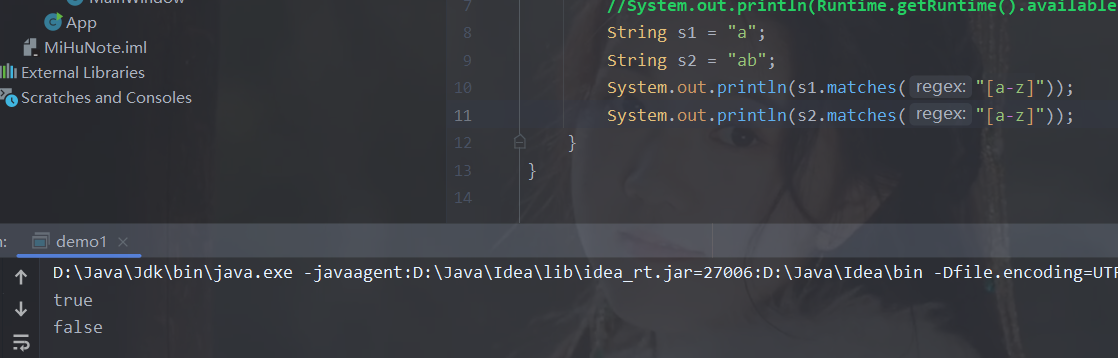 MainWindow
App
MiHuNote.iml
External Libraries
Scratches and Consoles
7 //System.out.println(Runtime.getRuntime().available
8 String s1 = "a";
9 String s2 = "ab";
10 System.out.println(s1.matches( regex: "[a-z]"));
11 System.out.println(s2.matches( regex: "[a-z]"));
12 }
13 }
14
demo1 ×
D:\Java\Jdk\bin\java.exe -javaagent:D:\Java\Idea\lib\idea_rt.jar=27006:D:\Java\Idea\bin -Dfile.encoding=UTF
true
false